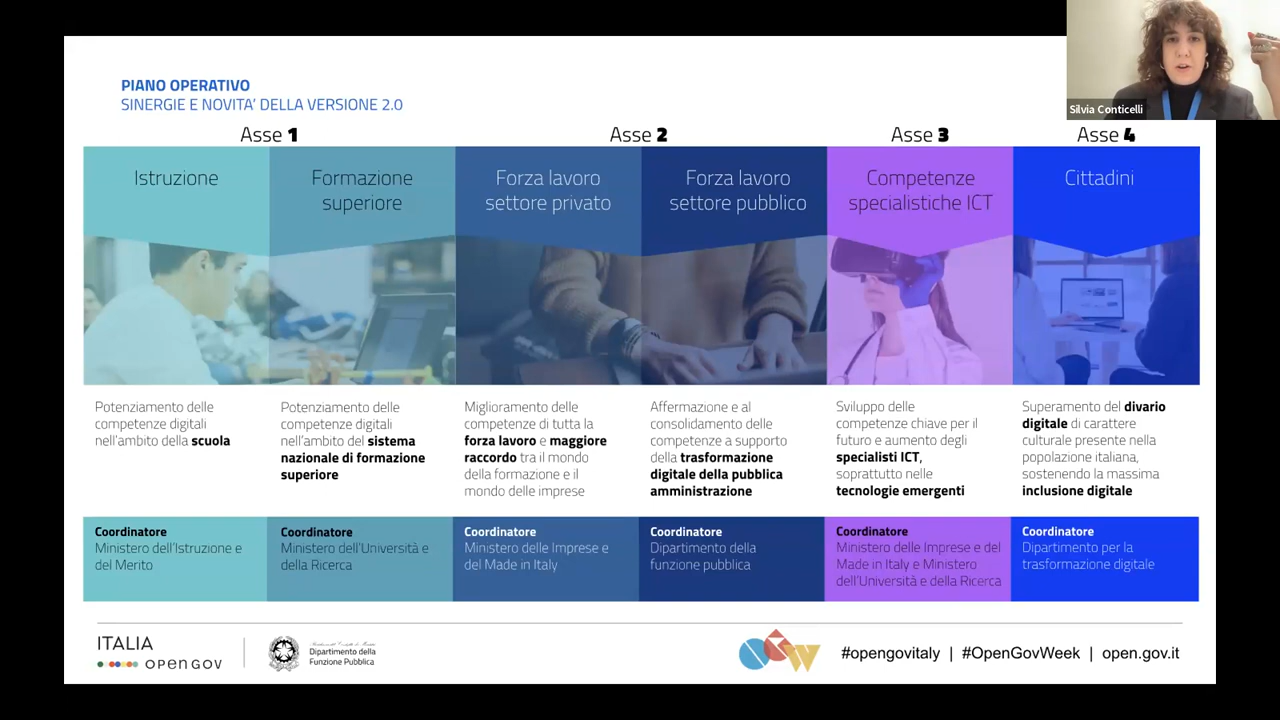 PIANO OPERATIVO
SINERGIE E NOVITA' DELLA VERSIONE 2.0
Silvia Conticelli
Asse 1
Asse 2
Asse 3
Asse 4
Istruzione
Formazione
superiore
Forza lavoro
settore privato
Forza lavoro
settore pubblico
Competenze
specialistiche ICT
Cittadini
Potenziamento delle
competenze digitali
nell'ambito della scuola
Potenziamento delle
competenze digitali
nell'ambito del sistema
nazionale di formazione
superiore
Miglioramento delle
competenze di tutta la
forza lavoro e maggiore
raccordo tra il mondo
della formazione e il
mondo delle imprese
Affermazione e al
consolidamento delle
competenze a supporto
della trasformazione
digitale della pubblica
amministrazione
Sviluppo delle
competenze chiave per il
futuro e aumento degli
specialisti ICT,
soprattutto nelle
tecnologie emergenti
Superamento del divario
digitale di carattere
culturale presente nella
popolazione italiana,
sostenendo la massima
inclusione digitale
Coordinatore
Ministero dell'Istruzione e
del Merito
Coordinatore
Ministero dell'Università e
della Ricerca
Coordinatore
Ministero delle Imprese e
del Made in Italy
Coordinatore
Dipartimento della
funzione pubblica
Coordinatore
Ministero delle Imprese e del
Made in Italy e Ministero
dell'Università e della Ricerca
Coordinatore
Dipartimento per la
trasformazione digitale
ITALIA
OPEN GOV
Dipartimento della
Funzione Pubblica
OGW
#opengovitaly | #OpenGovWeek | open.gov.it